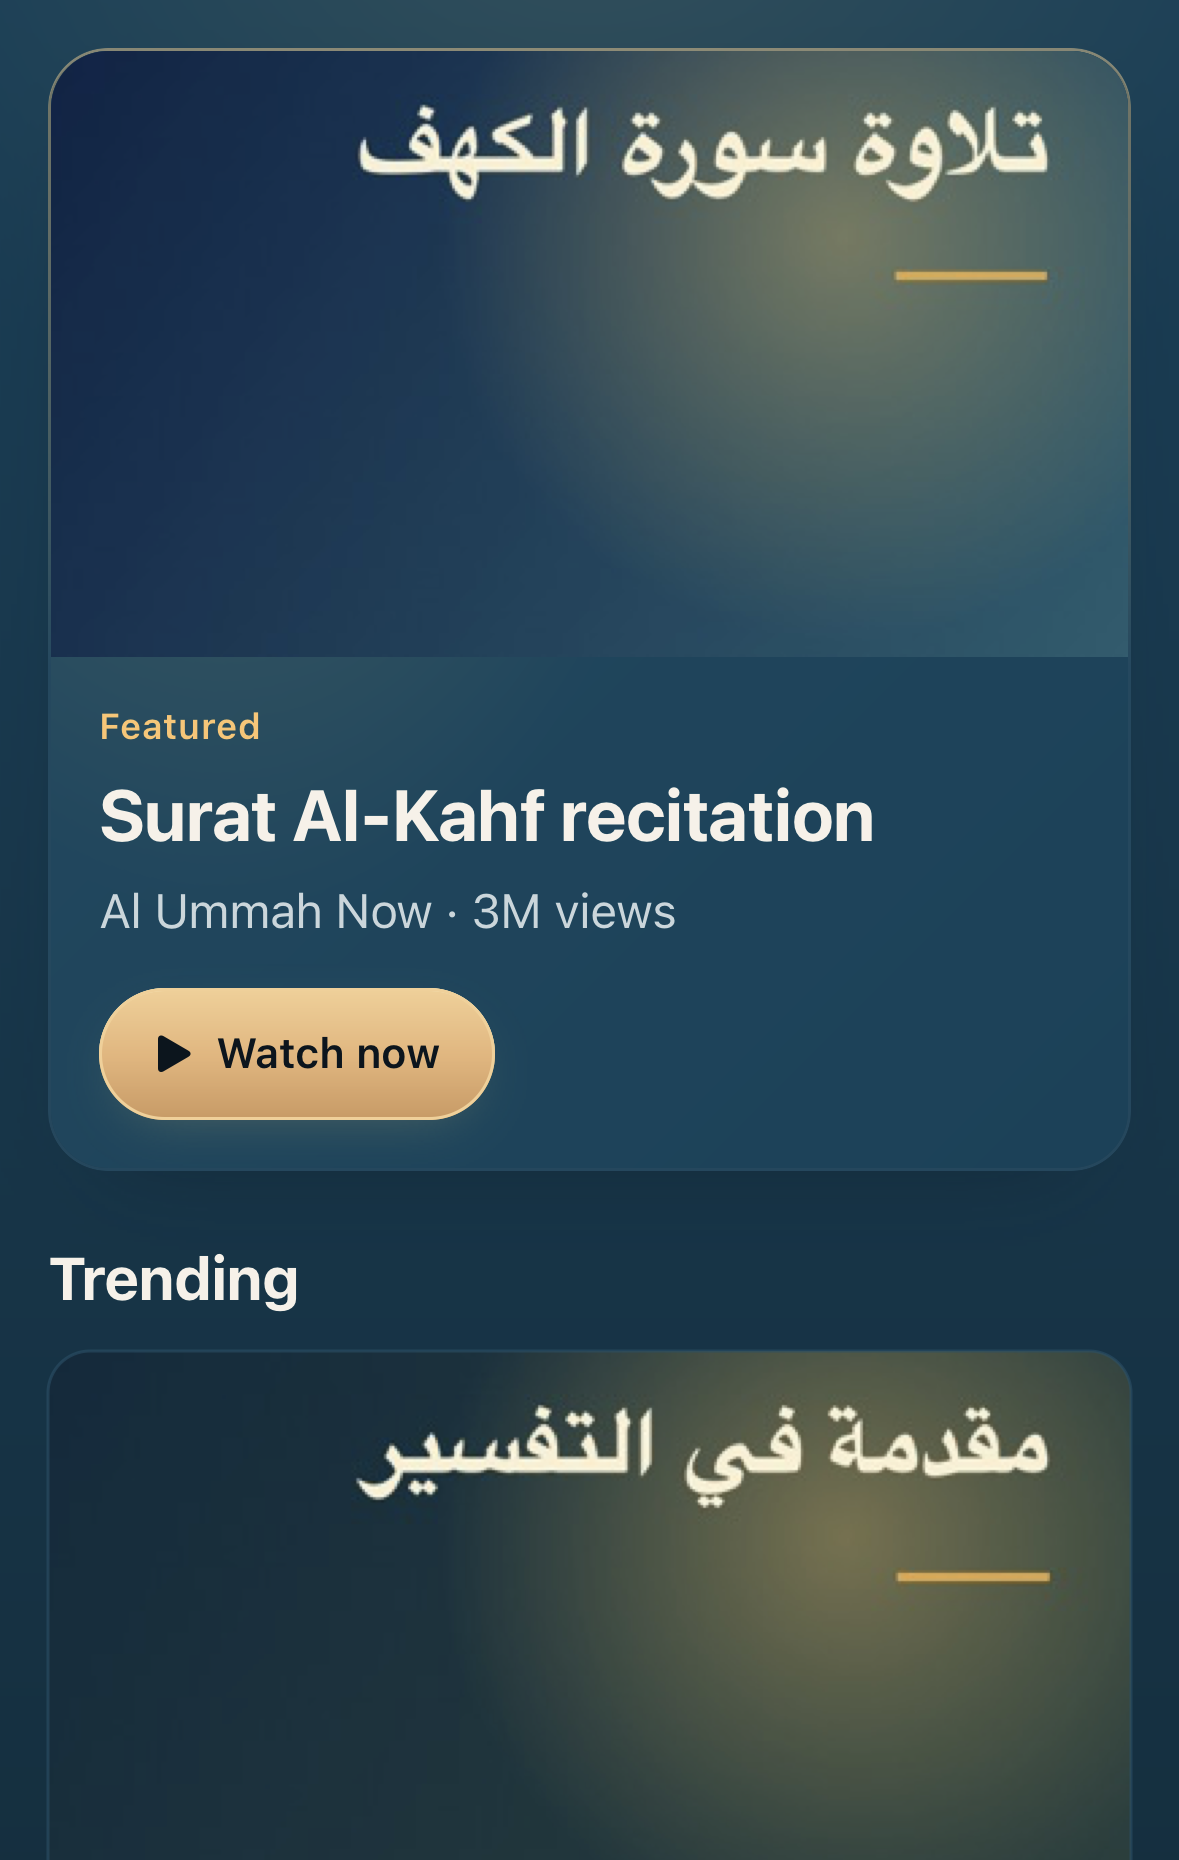 تلاوة سورة الكهف
Featured
Surat Al-Kahf recitation
Al Ummah Now · 3M views
Watch now
Trending
مقدمة في التفسير